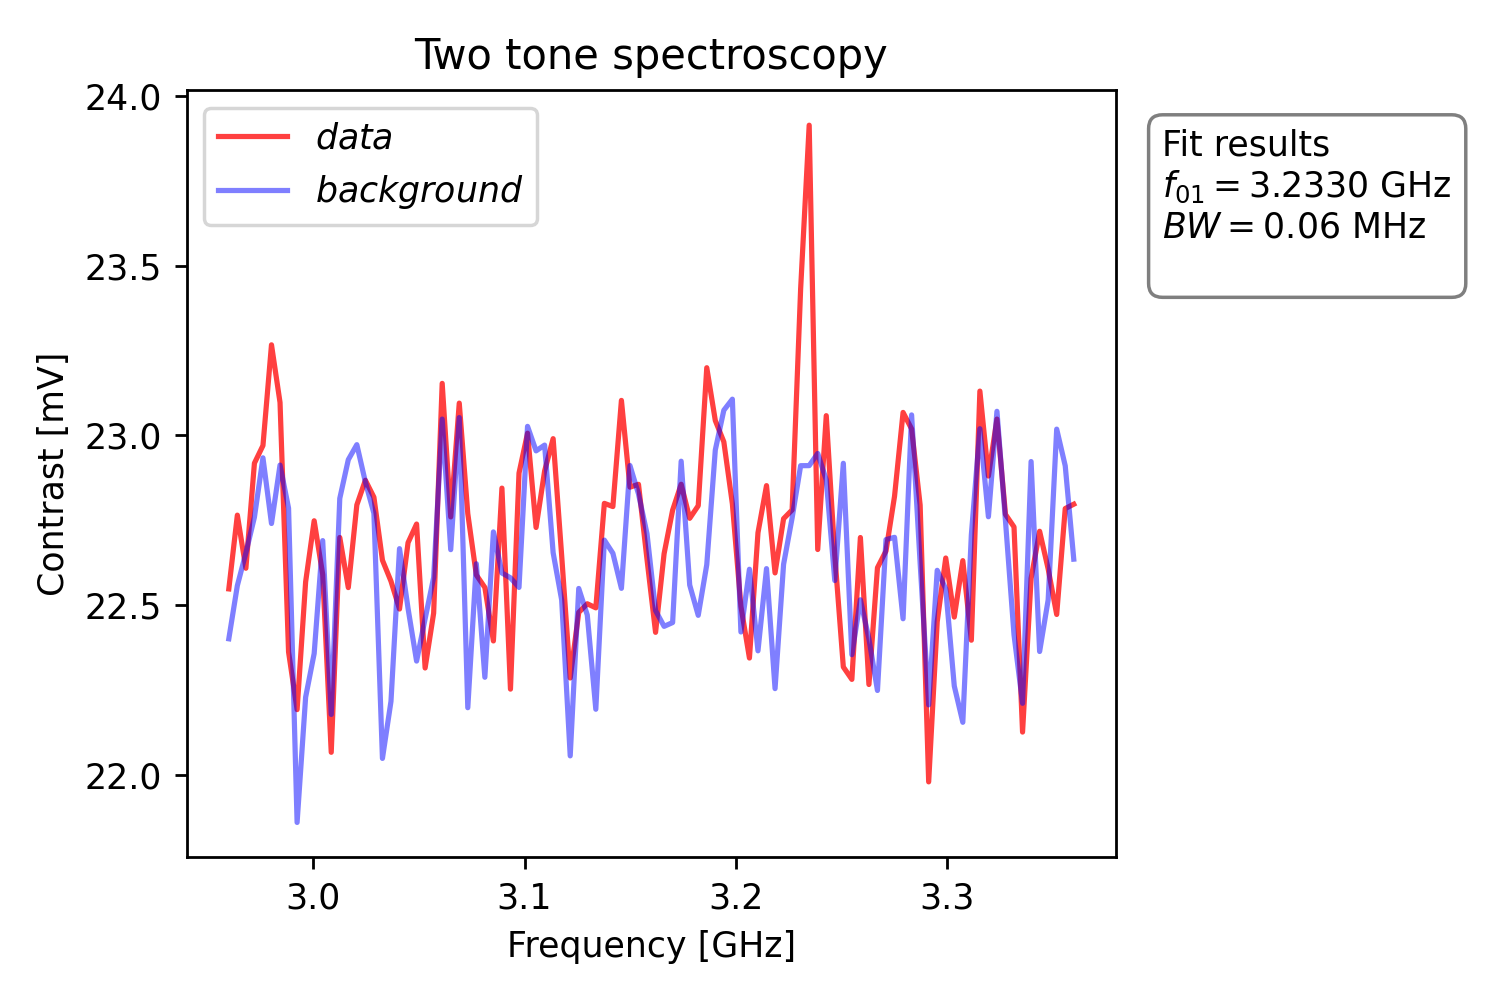 Two tone spectroscopy
data
background
Fit results
f01 = 3.2330 GHz
BW = 0.06 MHz
Contrast [mV]
24.0
23.5
23.0
22.5
22.0
3.0 3.1 3.2 3.3
Frequency [GHz]